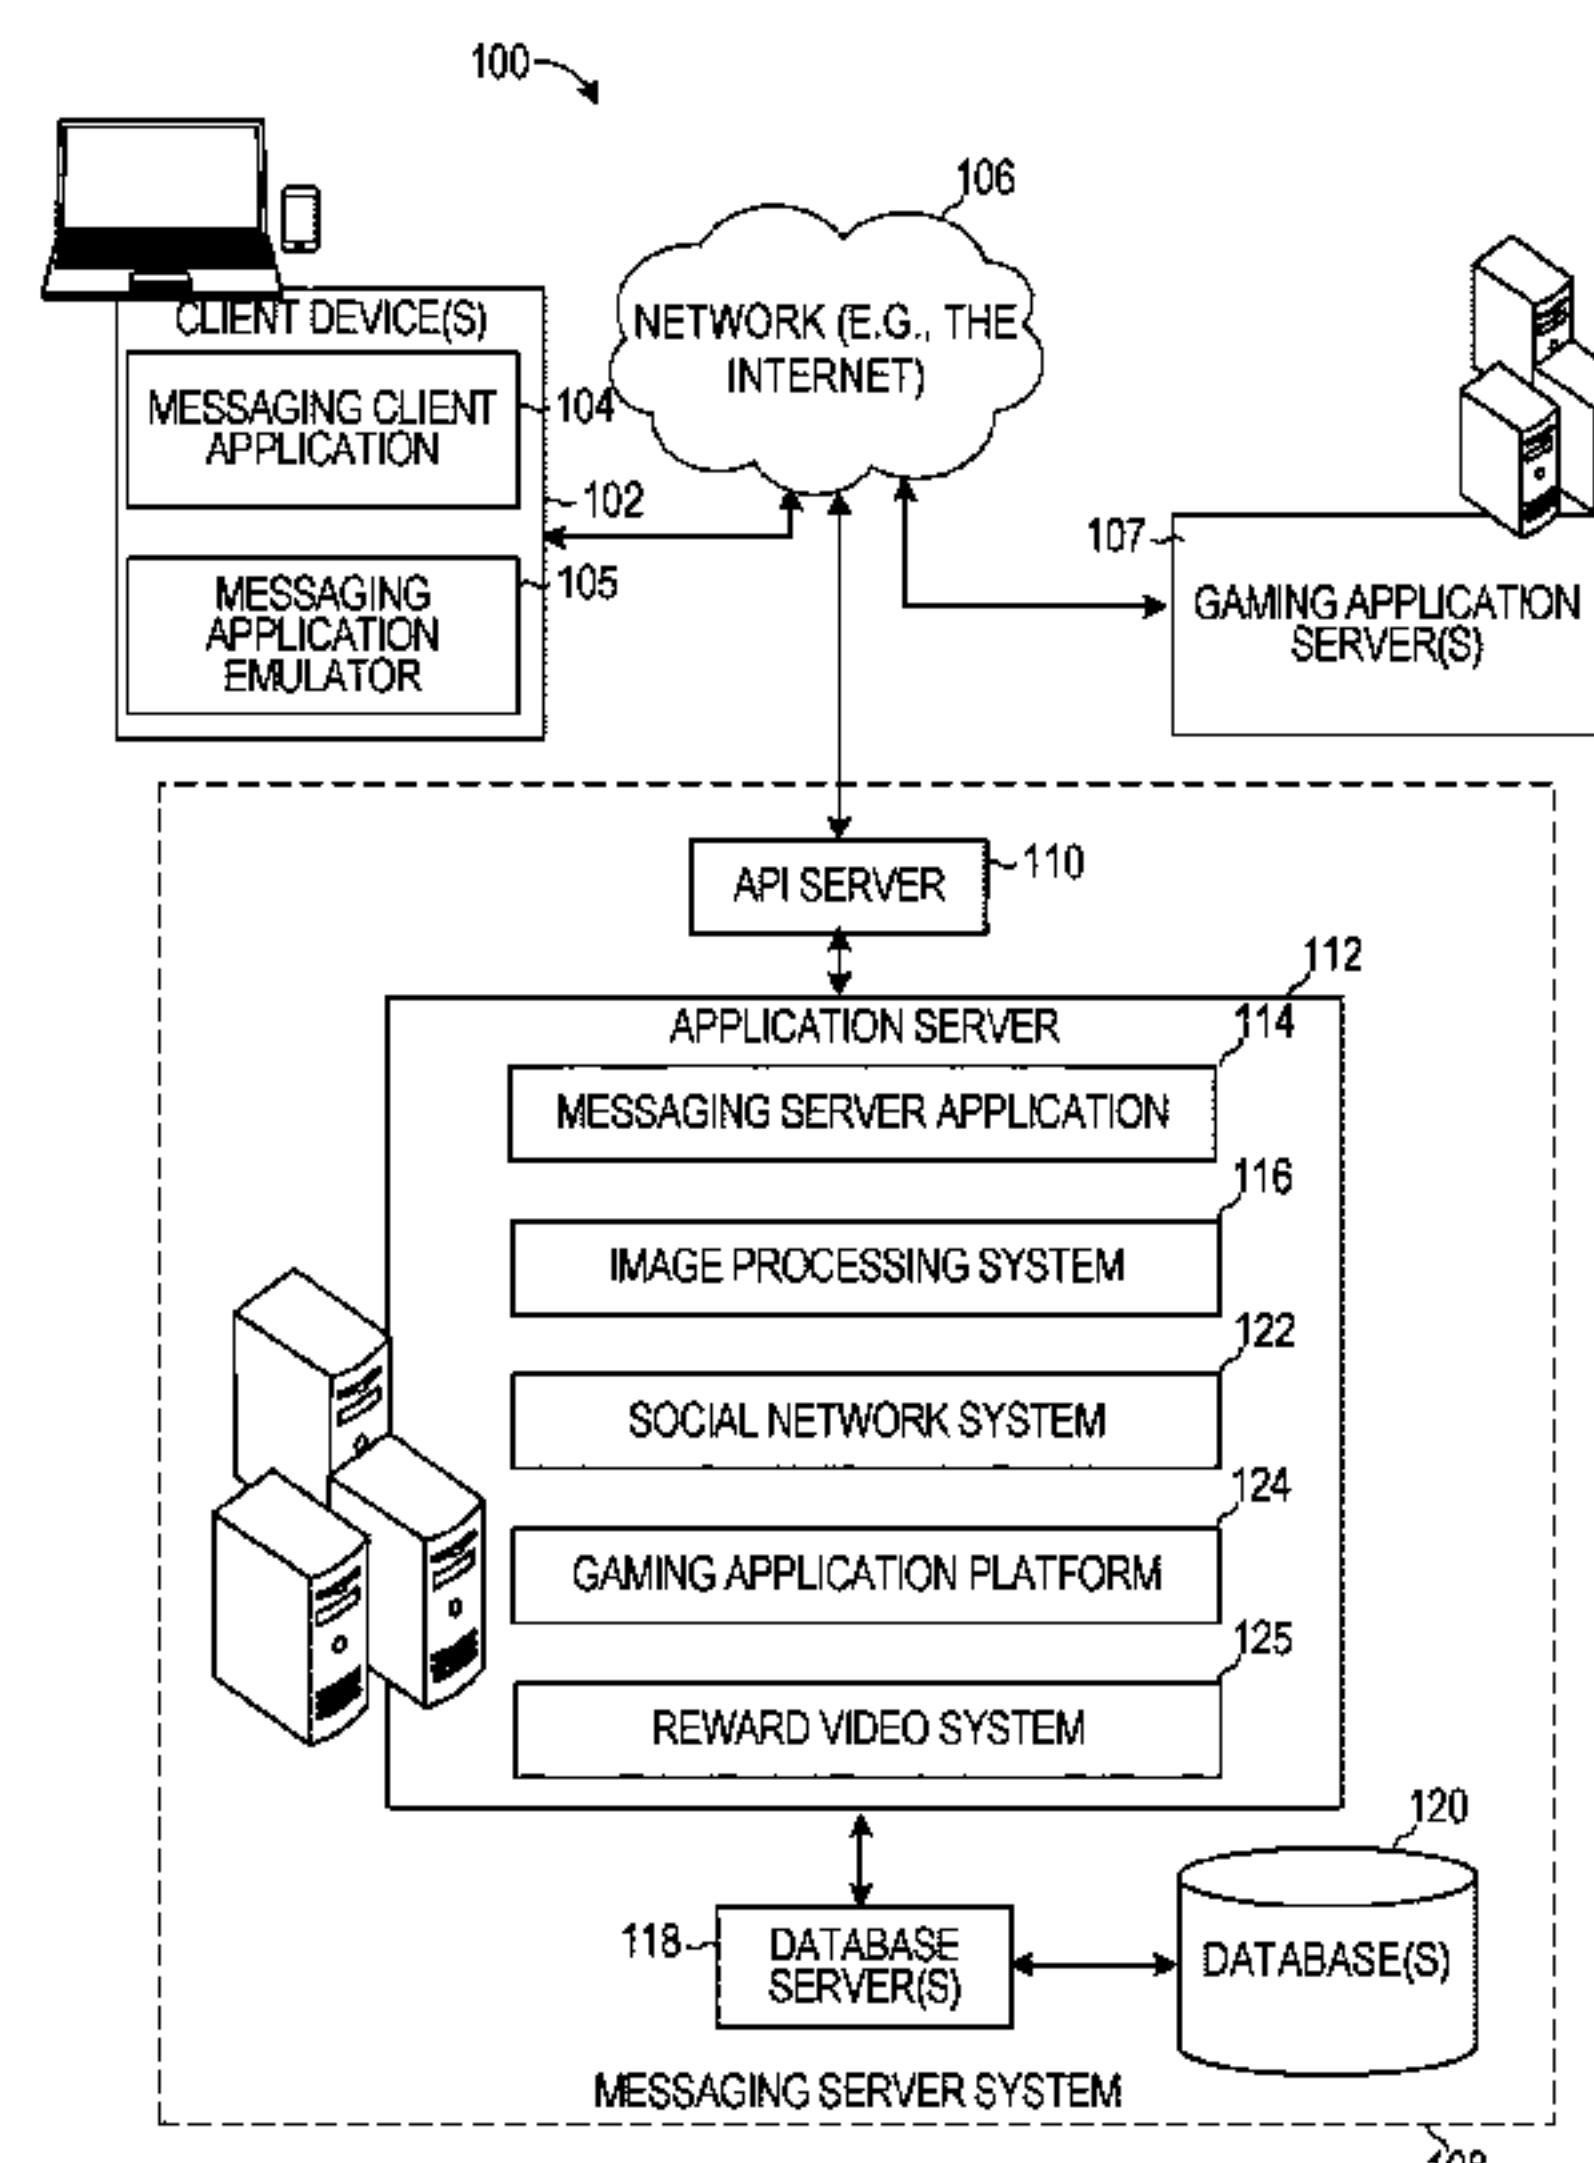 100
106
NETWORK (E.G., THE
INTERNET)
CLIENT DEVICE(S)
MESSAGING CLIENT
APPLICATION
104
102
MESSAGING
APPLICATION
EMULATOR
105
107
GAMING APPLICATION
SERVER(S)
API SERVER
110
112
APPLICATION SERVER
114
MESSAGING SERVER APPLICATION
116
IMAGE PROCESSING SYSTEM
122
SOCIAL NETWORK SYSTEM
124
GAMING APPLICATION PLATFORM
125
REWARD VIDEO SYSTEM
120
118
DATABASE
SERVER(S)
DATABASE(S)
MESSAGING SERVER SYSTEM